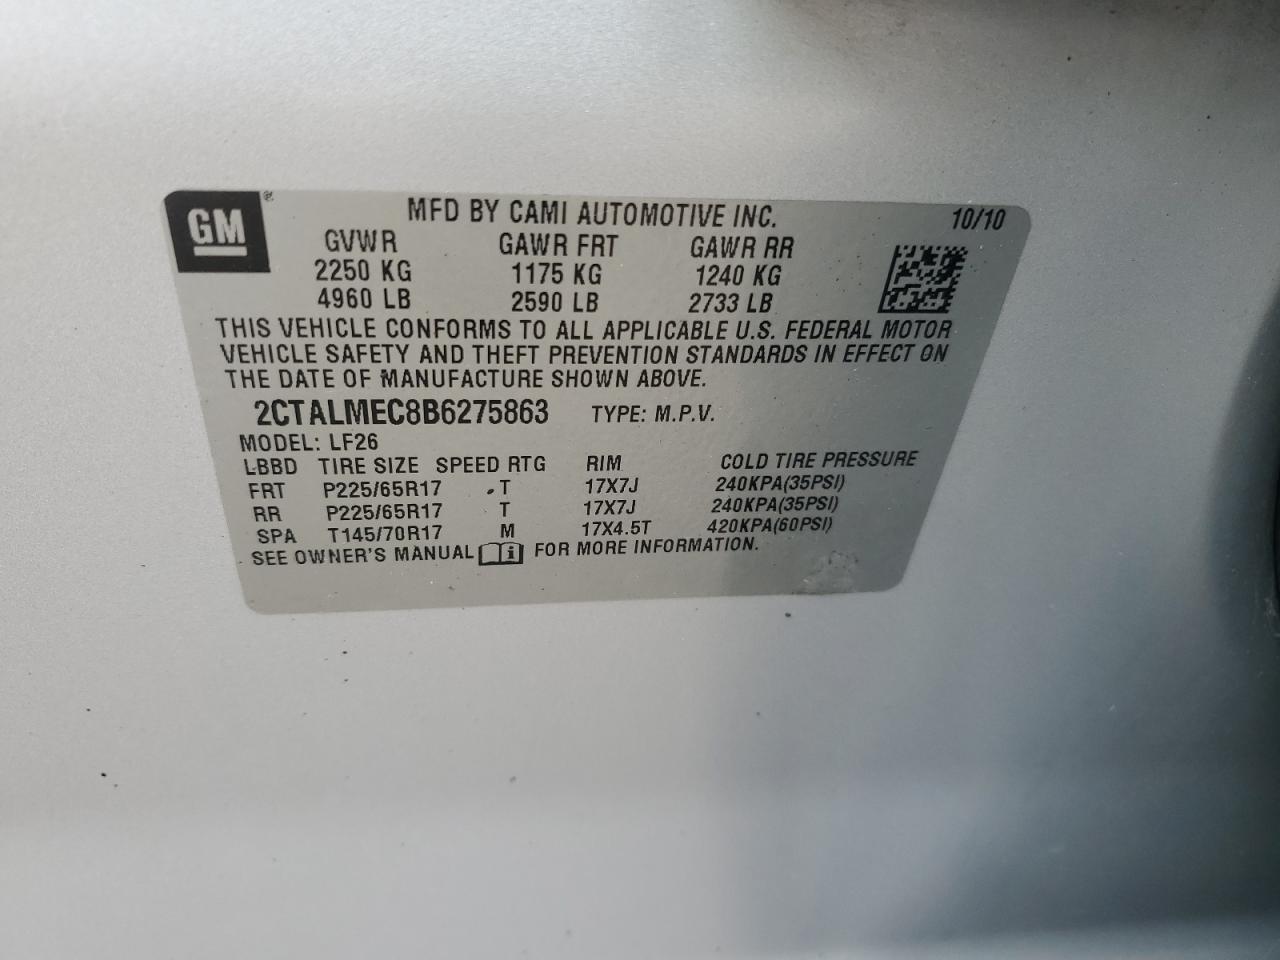 GM®
MFD BY CAMI AUTOMOTIVE INC. 10/10
GVWR GAWR FRT GAWR RR
2250 KG 1175 KG 1240 KG
4960 LB 2590 LB 2733 LB
THIS VEHICLE CONFORMS TO ALL APPLICABLE U.S. FEDERAL MOTOR
VEHICLE SAFETY AND THEFT PREVENTION STANDARDS IN EFFECT ON
THE DATE OF MANUFACTURE SHOWN ABOVE.
2CTALMEC8B6275863 TYPE: M.P.V.
MODEL: LF26
LBBD TIRE SIZE SPEED RTG RIM COLD TIRE PRESSURE
FRT P225/65R17 T 17X7J 240KPA(35PSI)
RR P225/65R17 T 17X7J 240KPA(35PSI)
SPA T145/70R17 M 17X4.5T 420KPA(60PSI)
SEE OWNER'S MANUAL i FOR MORE INFORMATION.